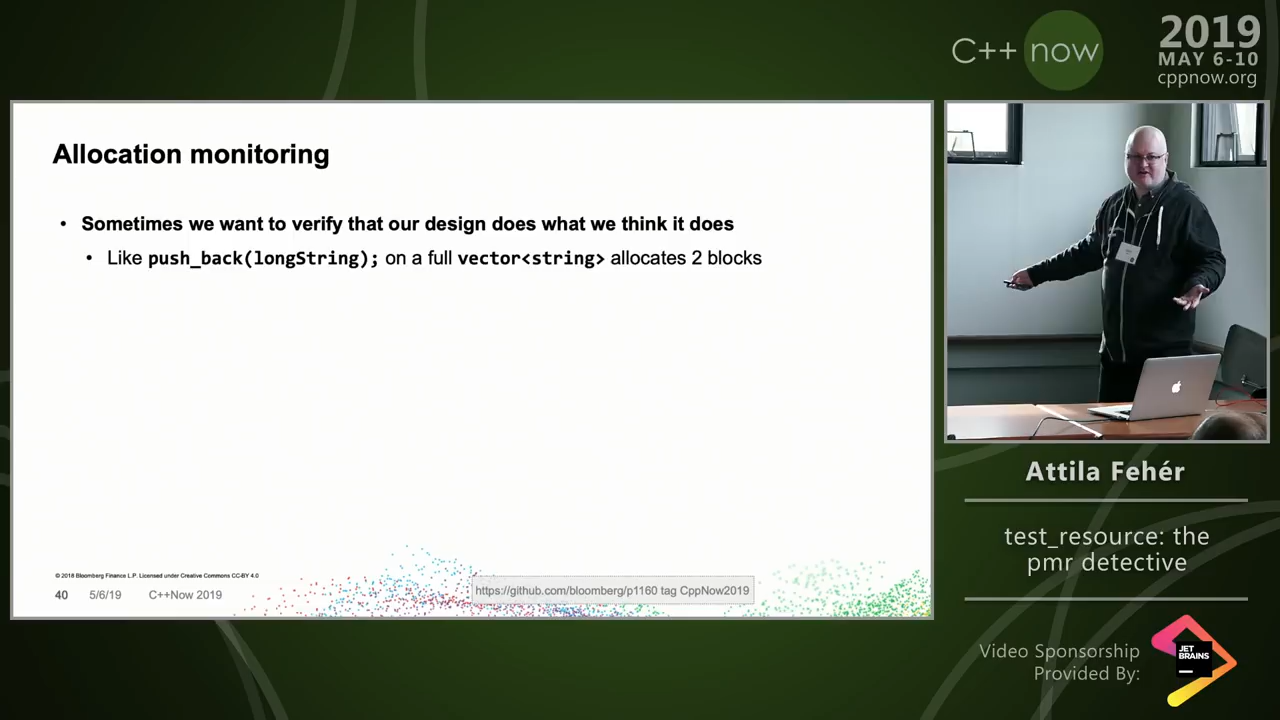 C++ now
2019
MAY 6-10
cppnow.org
Allocation monitoring
• Sometimes we want to verify that our design does what we think it does
• Like push_back(longString); on a full vector<string> allocates 2 blocks
© 2018 Bloomberg Finance L.P. Licensed under Creative Commons CC-BY 4.0
40 5/6/19 C++Now 2019
https://github.com/bloomberg/p1160 tag CppNow2019
Attila Fehér
test_resource: the
pmr detective
Video Sponsorship
Provided By:
JET
BRAINS